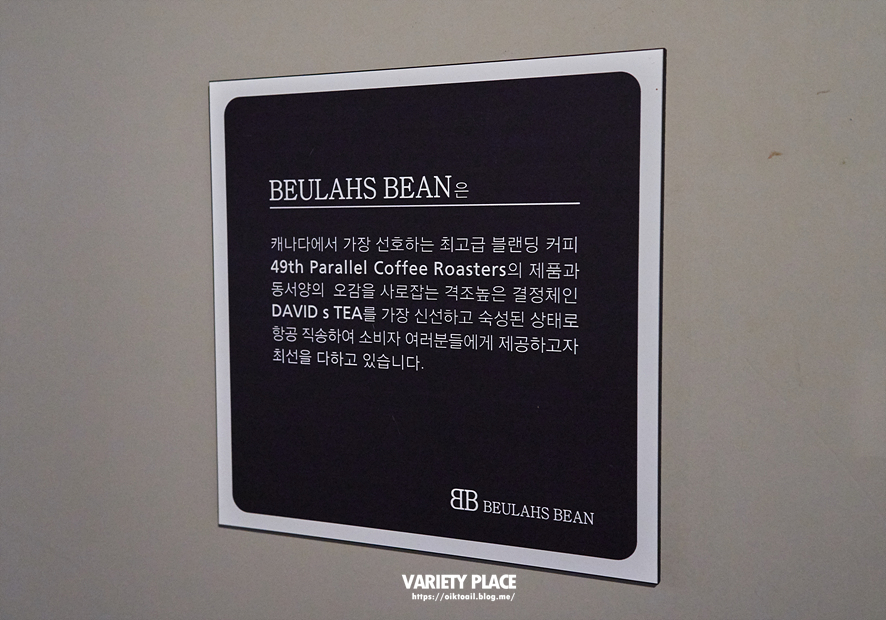 BEULAHS BEAN은
캐나다에서 가장 선호하는 최고급 블랜딩 커피
49th Parallel Coffee Roasters의 제품과
동서양의 오감을 사로잡는 격조높은 결정체인
DAVID s TEA를 가장 신선하고 숙성된 상태로
항공 직송하여 소비자 여러분들에게 제공하고자
최선을 다하고 있습니다.
BB BEULAHS BEAN
VARIETY PLACE
https://oiktoail.blog.me/